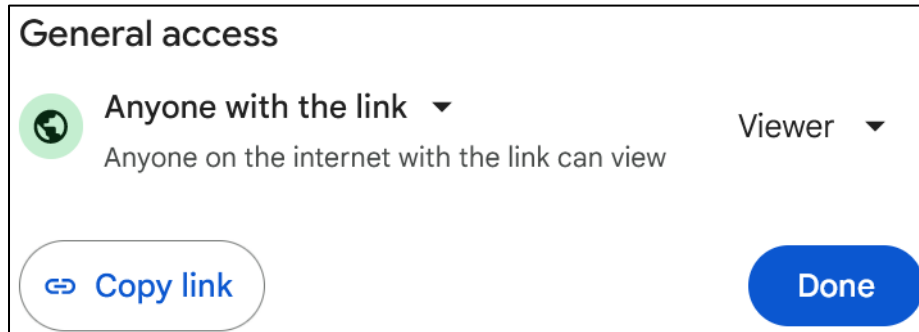 General access
Anyone with the link
Viewer
Anyone on the internet with the link can view
Copy link
Done